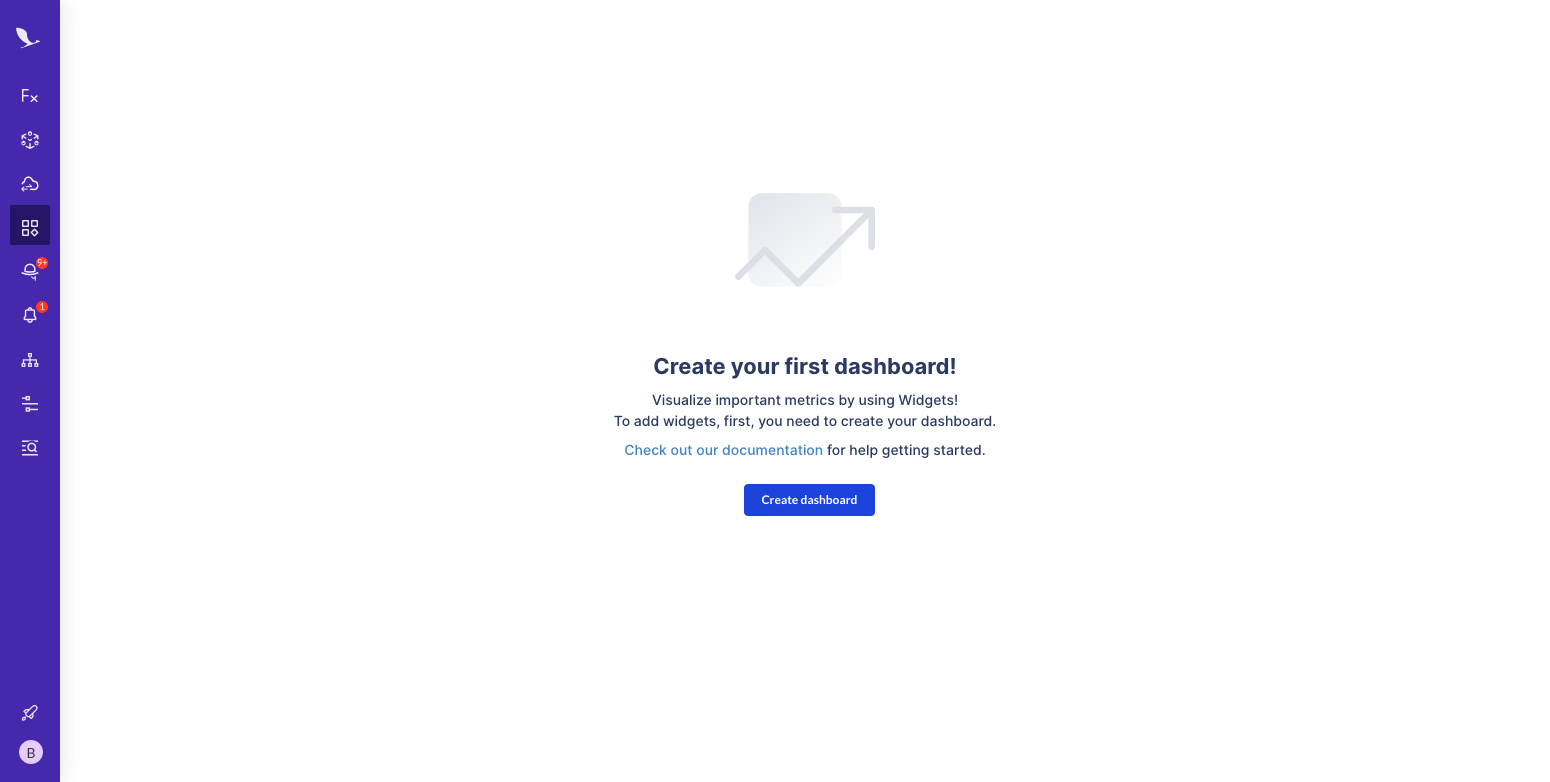 Fx
9+
1
Create your first dashboard!
Visualize important metrics by using Widgets!
To add widgets, first, you need to create your dashboard.
Check out our documentation for help getting started.
Create dashboard
B